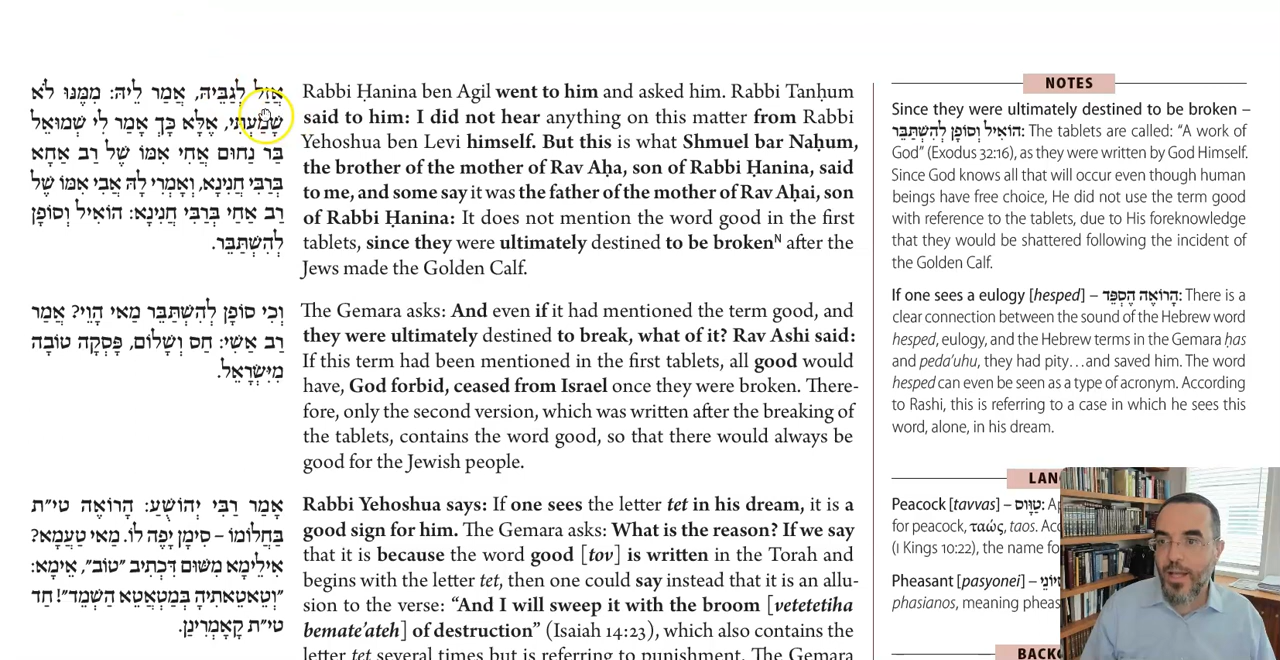 אֲזַל לְגַבֵּיהּ, אֲמַר לֵיהּ: מִמֶּנּוּ לֹא
שָׁמַעְתִּי, אֶלָּא כָּךְ אָמַר לִי שְׁמוּאֵל
בַּר נַחוּם אֲחִי אִמּוֹ שֶׁל רַב אַחָא
בְּרַבִּי חֲנִינָא, וְאָמְרִי לָהּ אֲבִי אִמּוֹ שֶׁל
רַב אַחַי בְּרַבִּי חֲנִינָא: הוֹאִיל וְסוֹפָן
לְהִשְׁתַּבֵּר.
וְכִי סוֹפָן לְהִשְׁתַּבֵּר מַאי הָוֵי? אֲמַר
רַב אַשִׁי: חַס וְשָׁלוֹם, פָּסְקָה טוֹבָה
מִיִּשְׂרָאֵל.
אָמַר רַבִּי יְהוֹשֻׁעַ: הָרוֹאֶה טי״ת
בַּחֲלוֹמוֹ – סִימָן יָפֶה לוֹ. מַאי טַעֲמָא?
אִילֵימָא מִשּׁוּם דִּכְתִיב ״טוֹב״, אֵימָא:
״וְטֵאטֵאתִיהָ בְּמַטְאֲטֵא הַשְׁמֵד״! חַד
טי״ת קָאָמְרִינַן.
Rabbi Ḥanina ben Agil went to him and asked him. Rabbi Tanḥum
said to him: I did not hear anything on this matter from Rabbi
Yehoshua ben Levi himself. But this is what Shmuel bar Naḥum,
the brother of the mother of Rav Aḥa, son of Rabbi Ḥanina, said
to me, and some say it was the father of the mother of Rav Aḥai, son
of Rabbi Ḥanina: It does not mention the word good in the first
tablets, since they were ultimately destined to be brokenᴺ after the
Jews made the Golden Calf.
The Gemara asks: And even if it had mentioned the term good, and
they were ultimately destined to break, what of it? Rav Ashi said:
If this term had been mentioned in the first tablets, all good would
have, God forbid, ceased from Israel once they were broken. There-
fore, only the second version, which was written after the breaking of
the tablets, contains the word good, so that there would always be
good for the Jewish people.
Rabbi Yehoshua says: If one sees the letter tet in his dream, it is a
good sign for him. The Gemara asks: What is the reason? If we say
that it is because the word good [tov] is written in the Torah and
begins with the letter tet, then one could say instead that it is an allu-
sion to the verse: “And I will sweep it with the broom [vetetetiha
bemate’ateh] of destruction” (Isaiah 14:23), which also contains the
letter tet several times but is referring to punishment. The Gemara
NOTES
Since they were ultimately destined to be broken –
הוֹאִיל וְסוֹפָן לְהִשְׁתַּבֵּר: The tablets are called: “A work of
God” (Exodus 32:16), as they were written by God Himself.
Since God knows all that will occur even though human
beings have free choice, He did not use the term good
with reference to the tablets, due to His foreknowledge
that they would be shattered following the incident of
the Golden Calf.
If one sees a eulogy [hesped] – הָרוֹאֶה הֶסְפֵּד: There is a
clear connection between the sound of the Hebrew word
hesped, eulogy, and the Hebrew terms in the Gemara ḥas
and peda’uhu, they had pity…and saved him. The word
hesped can even be seen as a type of acronym. According
to Rashi, this is referring to a case in which he sees this
word, alone, in his dream.
LAN
Peacock [tavvas] – טַוָּוס:
for peacock, ταώς, taos.
(I Kings 10:22), the name fo
Pheasant [pasyonei] –
phasianos, meaning pheas
BACK